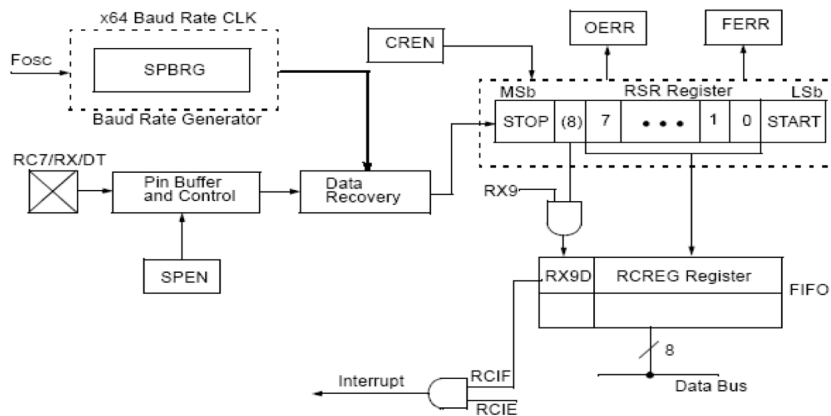 x64 Baud Rate CLK
Fosc
SPBRG
Baud Rate Generator
CREN
OERR
FERR
MSb
RSR Register
LSb
STOP
(8)
7
• • •
1
0
START
RC7/RX/DT
Pin Buffer
and Control
Data
Recovery
SPEN
RX9
RX9D
RCREG Register
FIFO
8
Data Bus
Interrupt
RCIF
RCIE